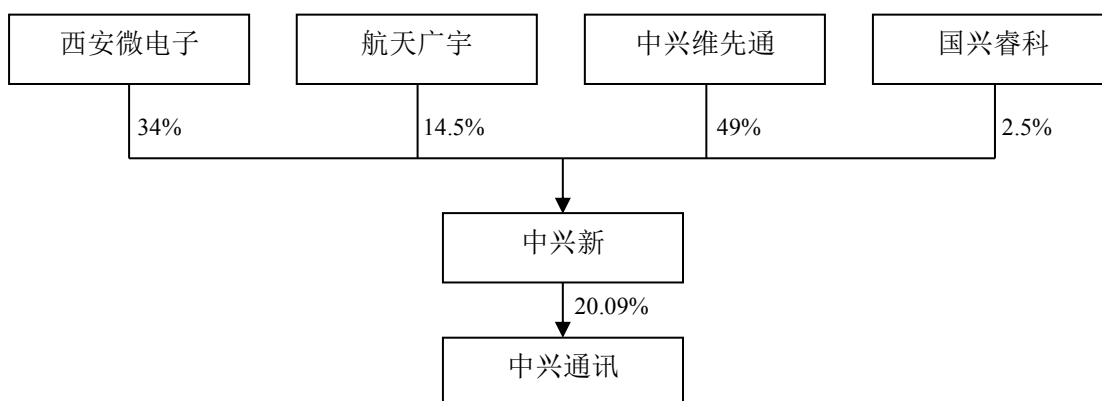 西安微电子
航天广宇
中兴维先通
国兴睿科
34%
14.5%
49%
2.5%
中兴新
20.09%
中兴通讯